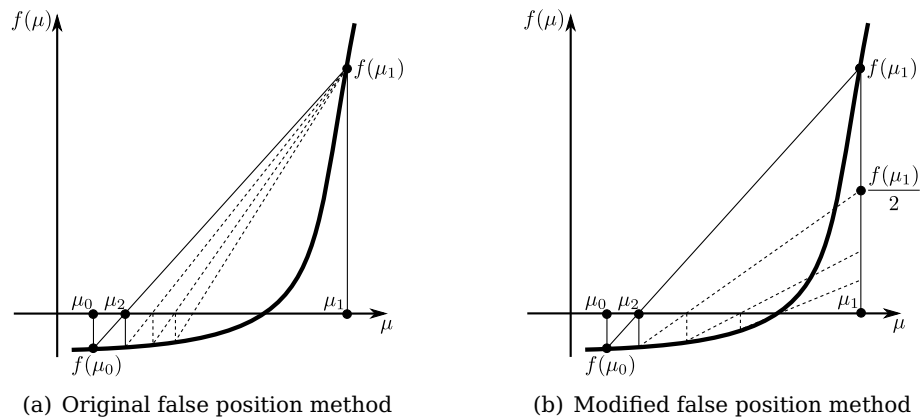 f(μ)
f(μ₁)
μ₀ μ₂ μ₁
μ
f(μ₀)
(a) Original false position method
f(μ)
f(μ₁)
f(μ₁)
2
μ₀ μ₂ μ₁
μ
f(μ₀)
(b) Modified false position method